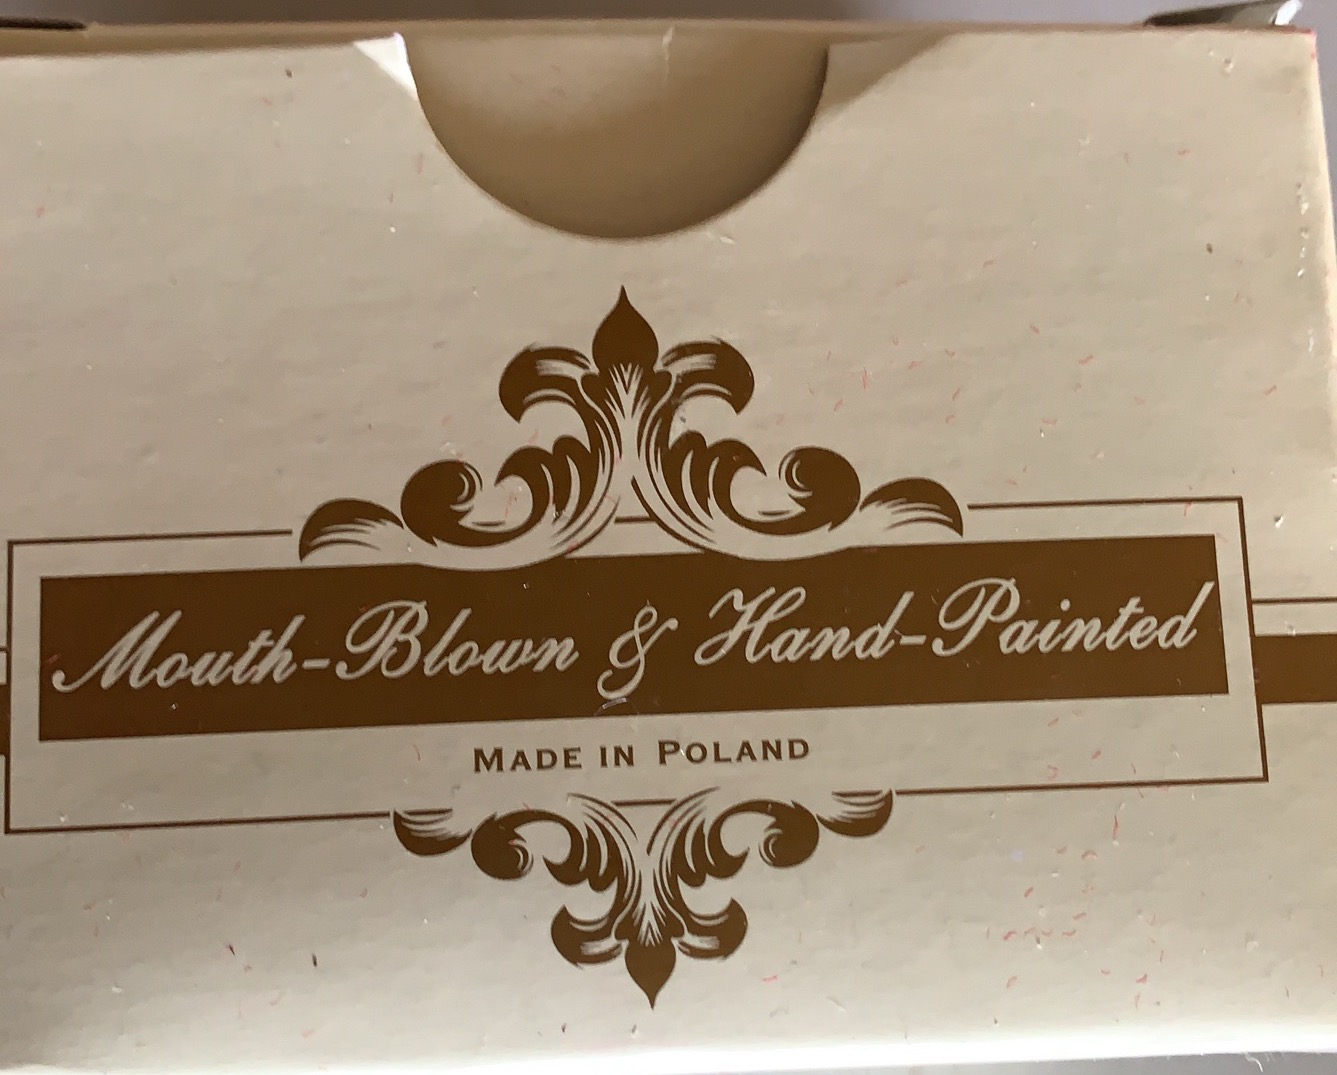 Mouth-Blown & Hand-Painted
MADE IN POLAND